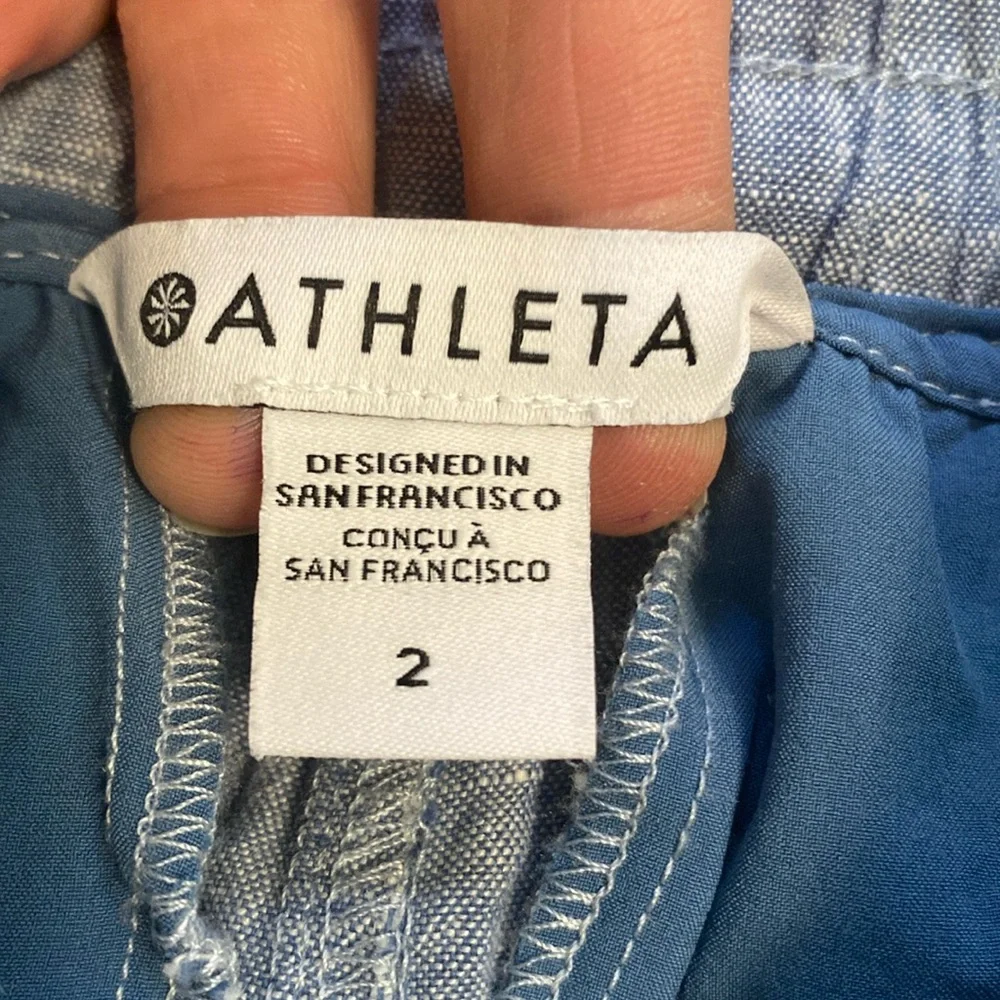 ATHLETA
DESIGNED IN
SAN FRANCISCO
CONÇU À
SAN FRANCISCO
2